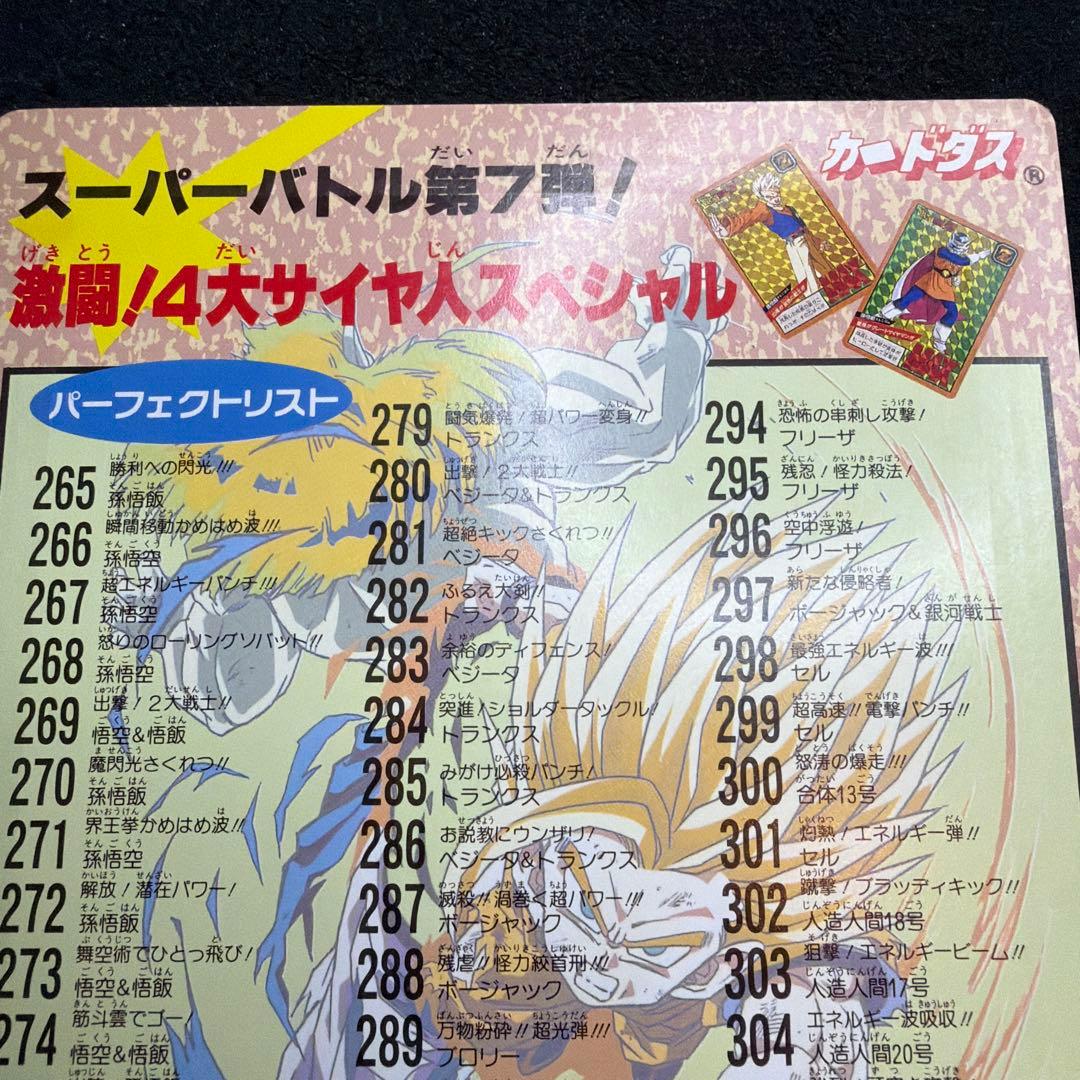 スーパーバトル第7弾!
カードダス®
激闘!4大サイヤ人スペシャル
パーフェクトリスト
265 勝利への閃光!!!
孫悟飯
266 瞬間移動かめはめ波!!!
孫悟空
267 超エネルギーパンチ!!!
孫悟空
268 怒りのローリングソバット!!
孫悟空
269 出撃!2大戦士!!
悟空&悟飯
270 魔閃光さくれつ!!
孫悟飯
271 界王拳かめはめ波!!
孫悟空
272 解放!潜在パワー!
孫悟飯
273 舞空術でひとっ飛び!
悟空&悟飯
274 筋斗雲でゴー!
悟空&悟飯
279 闘気爆発!超パワー変身!!
トランクス
280 出撃!2大戦士!!
ベジータ&トランクス
281 超絶キックさくれつ!!
ベジータ
282 ふるえ大剣!!
トランクス
283 余裕のディフェンス!
ベジータ
284 突進!ショルダータックル!
トランクス
285 みがけ必殺パンチ!
トランクス
286 お説教にウンザリ!
ベジータ&トランクス
287 滅殺!!渦巻く超パワー!!!
ボージャック
288 残虐!!怪力絞首刑!!!
ボージャック
289 万物粉砕!!超光弾!!!
ブロリー
294 恐怖の串刺し攻撃!
フリーザ
295 残忍!怪力殺法!
フリーザ
296 空中浮遊!
フリーザ
297 新たな侵略者!
ボージャック&銀河戦士
298 最強エネルギー波!!!
セル
299 超高速!!電撃パンチ!!
セル
300 怒涛の爆走!!!
合体13号
301 灼熱!エネルギー弾!!
セル
302 蹴撃!ブラッディキック!!
人造人間18号
303 狙撃!エネルギービーム!!
人造人間17号
304 エネルギー波吸収!!
人造人間20号